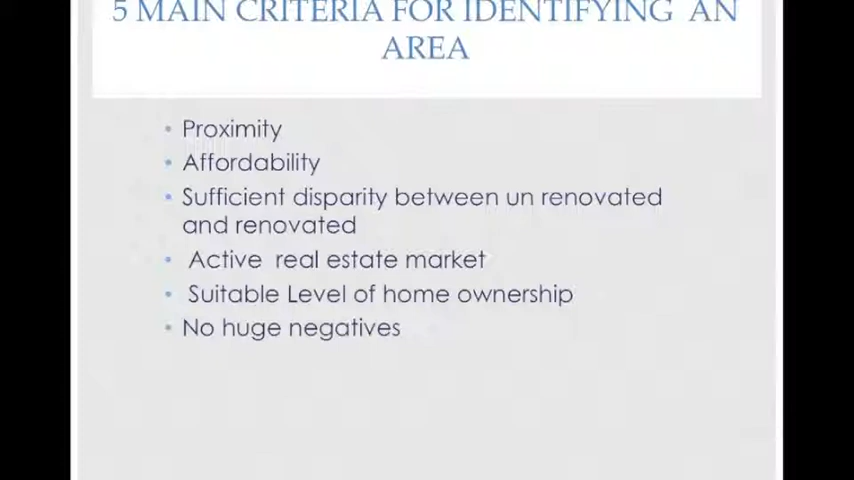 5 MAIN CRITERIA FOR IDENTIFYING AN
AREA
• Proximity
• Affordability
• Sufficient disparity between un renovated
and renovated
• Active real estate market
• Suitable Level of home ownership
• No huge negatives